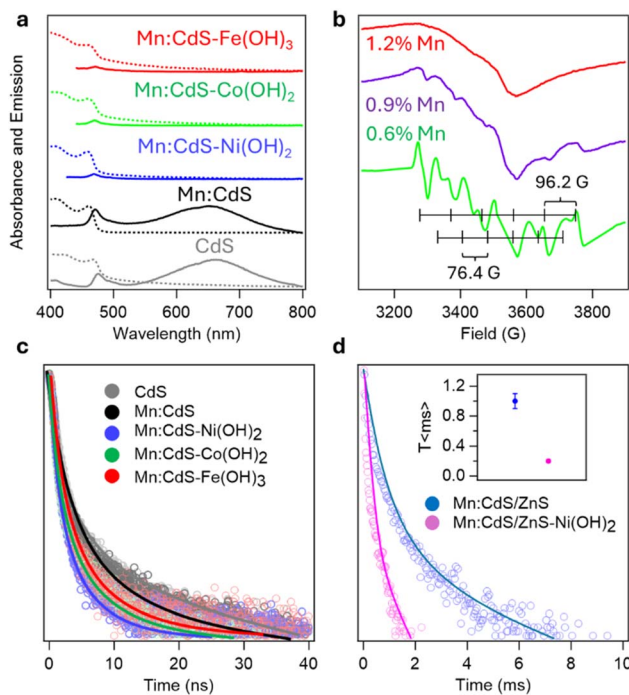 a
Absorbance and Emission
Mn:CdS-Fe(OH)3
Mn:CdS-Co(OH)2
Mn:CdS-Ni(OH)2
Mn:CdS
CdS
400 500 600 700 800
Wavelength (nm)
b
1.2% Mn
0.9% Mn
0.6% Mn
96.2 G
76.4 G
3200 3400 3600 3800
Field (G)
c
CdS
Mn:CdS
Mn:CdS-Ni(OH)2
Mn:CdS-Co(OH)2
Mn:CdS-Fe(OH)3
0 10 20 30 40
Time (ns)
d
T<ms>
1.2
0.8
0.4
0.0
Mn:CdS/ZnS
Mn:CdS/ZnS-Ni(OH)2
0 2 4 6 8 10
Time (ms)